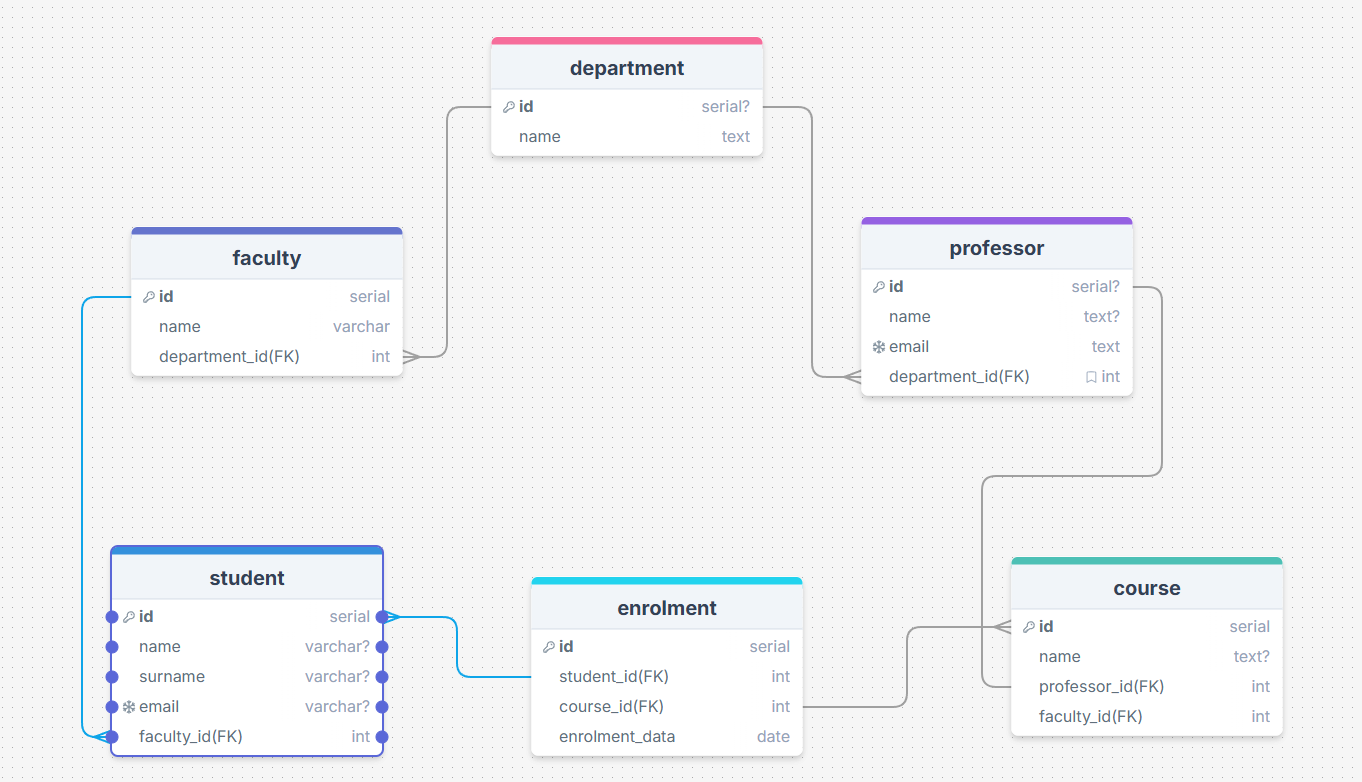 department
id serial?
name text
faculty
id serial
name varchar
department_id(FK) int
professor
id serial?
name text?
email text
department_id(FK) int
student
id serial
name varchar?
surname varchar?
email varchar?
faculty_id(FK) int
enrolment
id serial
student_id(FK) int
course_id(FK) int
enrolment_data date
course
id serial
name text?
professor_id(FK) int
faculty_id(FK) int